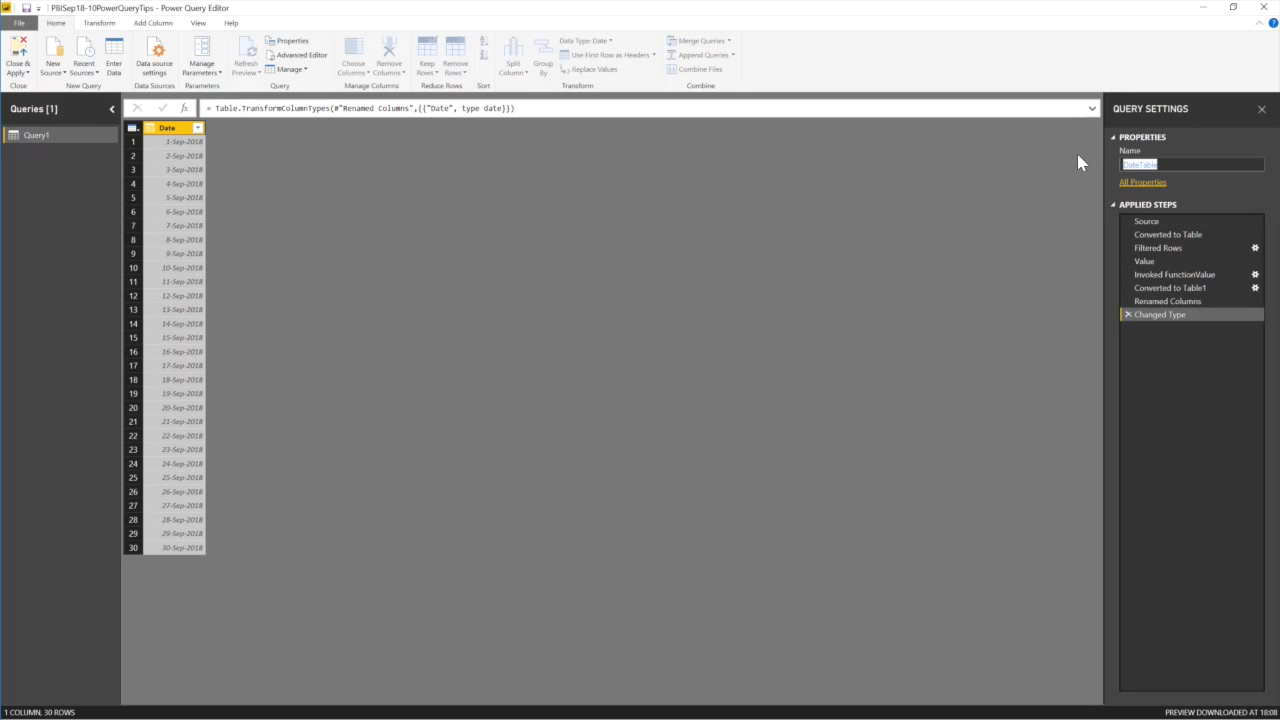 PBISep18-10PowerQueryTips - Power Query Editor
File Home Transform Add Column View Help
Close & Apply
New Source
Recent Sources
Enter Data
Data source settings
Manage Parameters
Refresh Preview
Properties
Advanced Editor
Manage
Choose Columns
Remove Columns
Keep Rows
Remove Rows
Split Column
Group By
Data Type: Date
Use First Row as Headers
Replace Values
Merge Queries
Append Queries
Combine Files
Close New Query Data Sources Parameters Query Manage Columns Reduce Rows Sort Transform Combine
Queries [1]
Query1
fx = Table.TransformColumnTypes(#"Renamed Columns",{{"Date", type date}})
Date
1 1-Sep-2018
2 2-Sep-2018
3 3-Sep-2018
4 4-Sep-2018
5 5-Sep-2018
6 6-Sep-2018
7 7-Sep-2018
8 8-Sep-2018
9 9-Sep-2018
10 10-Sep-2018
11 11-Sep-2018
12 12-Sep-2018
13 13-Sep-2018
14 14-Sep-2018
15 15-Sep-2018
16 16-Sep-2018
17 17-Sep-2018
18 18-Sep-2018
19 19-Sep-2018
20 20-Sep-2018
21 21-Sep-2018
22 22-Sep-2018
23 23-Sep-2018
24 24-Sep-2018
25 25-Sep-2018
26 26-Sep-2018
27 27-Sep-2018
28 28-Sep-2018
29 29-Sep-2018
30 30-Sep-2018
QUERY SETTINGS
PROPERTIES
Name
DateTable
All Properties
APPLIED STEPS
Source
Converted to Table
Filtered Rows
Value
Invoked FunctionValue
Converted to Table1
Renamed Columns
Changed Type
1 COLUMN, 30 ROWS
PREVIEW DOWNLOADED AT 18:08